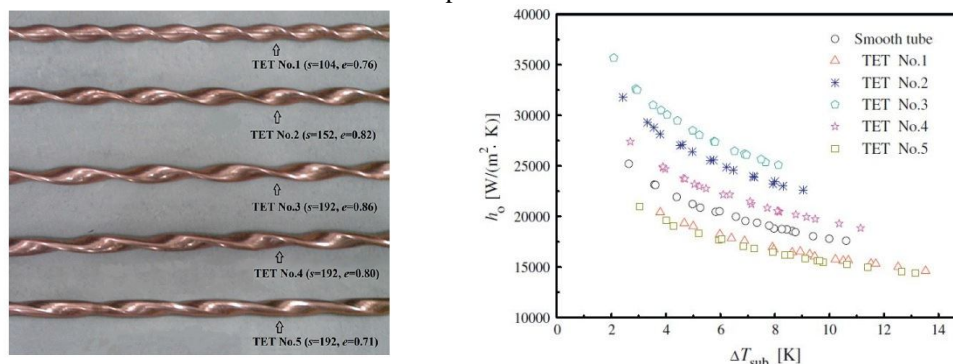 TET No.1 (s=104, e=0.76)
TET No.2 (s=152, e=0.82)
TET No.3 (s=192, e=0.86)
TET No.4 (s=192, e=0.80)
TET No.5 (s=192, e=0.71)
40000
35000
30000
25000
20000
15000
10000
hₒ [W/(m²· K)]
Smooth tube
TET No.1
TET No.2
TET No.3
TET No.4
TET No.5
0 2 4 6 8 10 12 14
ΔTsub [K]